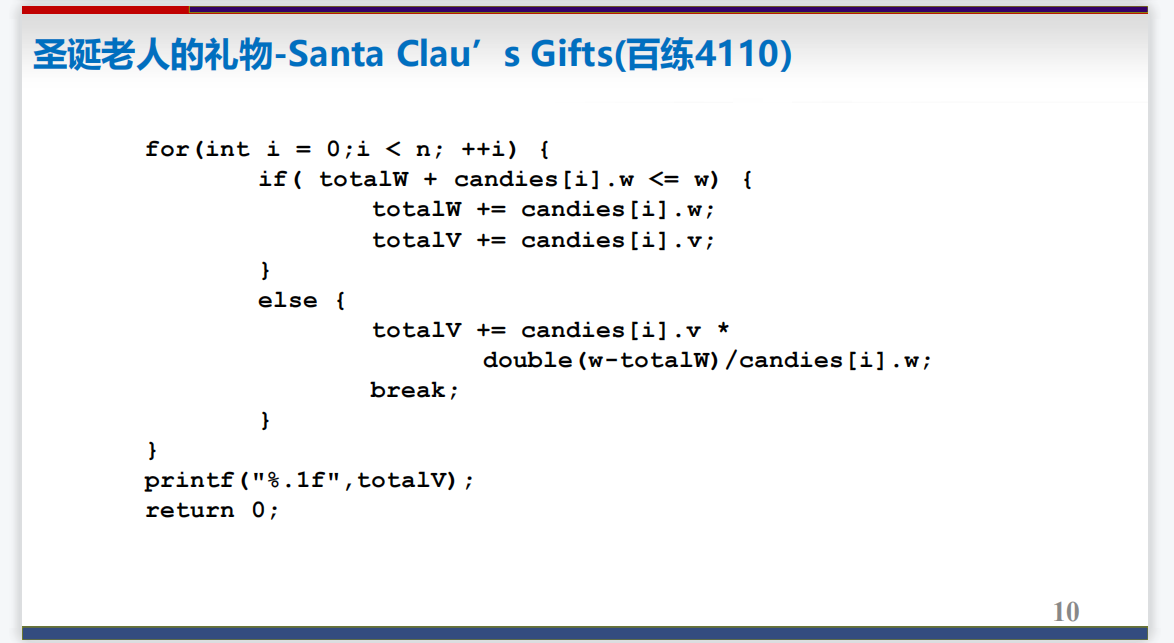 圣诞老人的礼物-Santa Clau’s Gifts(百练4110)
for(int i = 0;i < n; ++i) {
if( totalW + candies[i].w <= w) {
totalW += candies[i].w;
totalV += candies[i].v;
}
else {
totalV += candies[i].v *
double(w-totalW)/candies[i].w;
break;
}
}
printf("%.1f",totalV);
return 0;
10